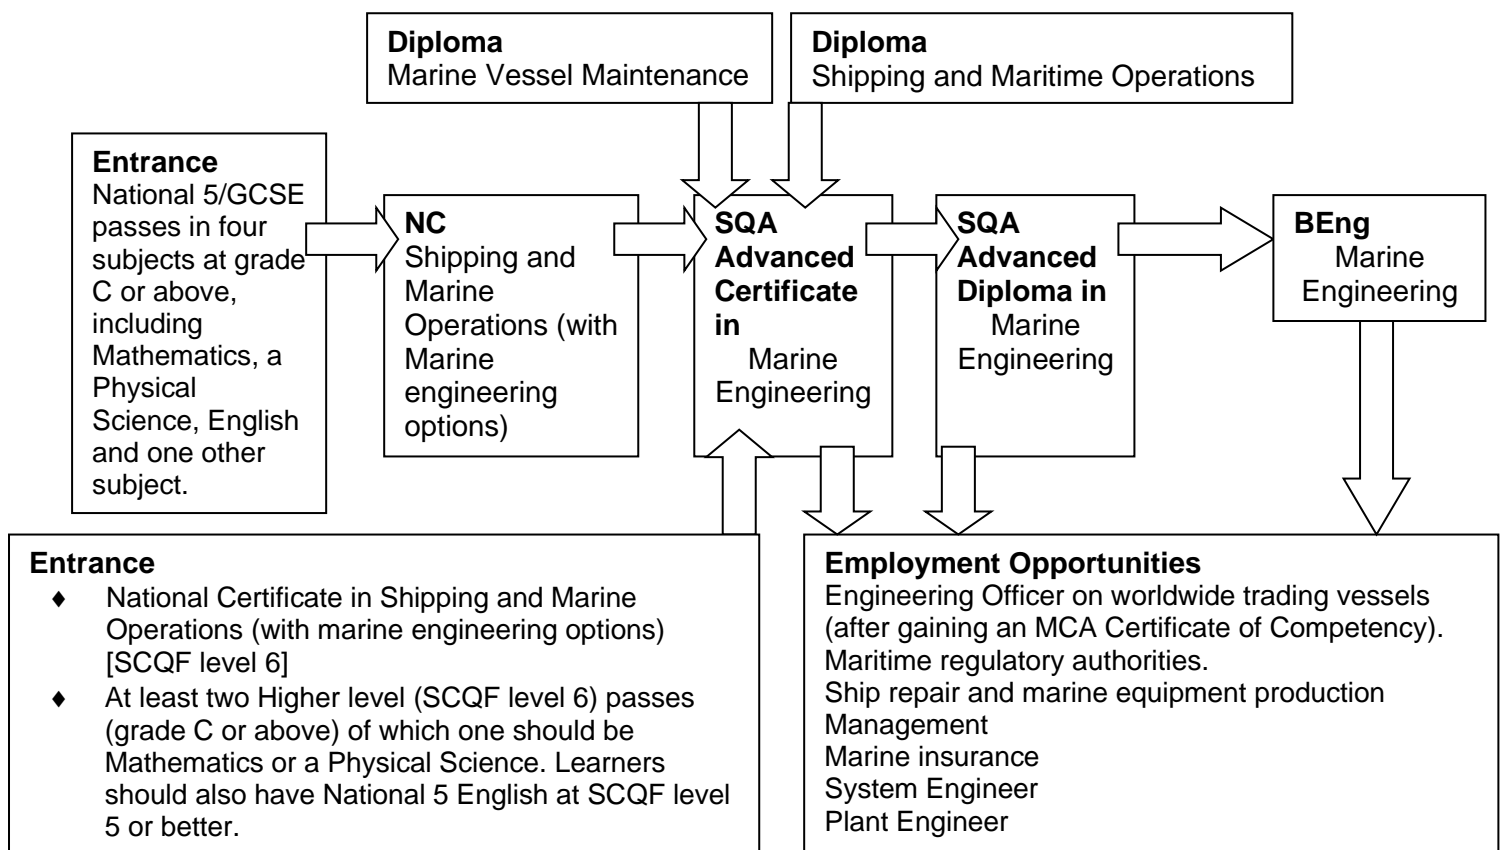 Diploma
Marine Vessel Maintenance
Diploma
Shipping and Maritime Operations
Entrance
National 5/GCSE
passes in four
subjects at grade
C or above,
including
Mathematics, a
Physical
Science, English
and one other
subject.
NC
Shipping and
Marine
Operations (with
Marine
engineering
options)
SQA
Advanced
Certificate
in
Marine
Engineering
SQA
Advanced
Diploma in
Marine
Engineering
BEng
Marine
Engineering
Entrance
♦ National Certificate in Shipping and Marine
Operations (with marine engineering options)
[SCQF level 6]
♦ At least two Higher level (SCQF level 6) passes
(grade C or above) of which one should be
Mathematics or a Physical Science. Learners
should also have National 5 English at SCQF level
5 or better.
Employment Opportunities
Engineering Officer on worldwide trading vessels
(after gaining an MCA Certificate of Competency).
Maritime regulatory authorities.
Ship repair and marine equipment production
Management
Marine insurance
System Engineer
Plant Engineer